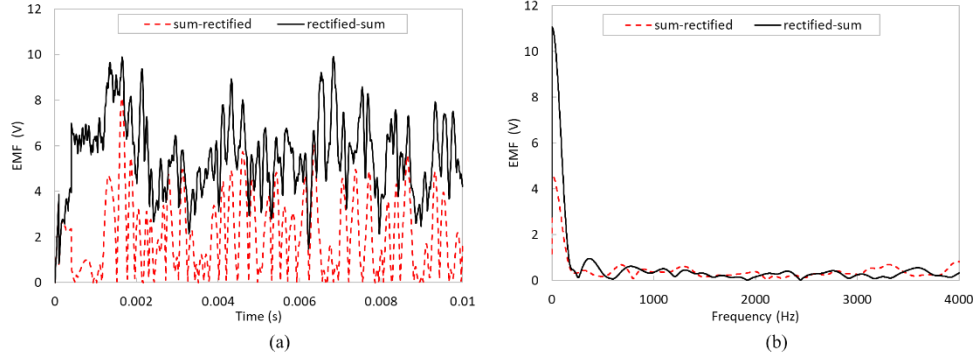 (a)
sum-rectified rectified-sum
EMF (V)
12
10
8
6
4
2
0
0 0.002 0.004 0.006 0.008 0.01
Time (s)
(a)
(b)
sum-rectified rectified-sum
EMF (V)
12
10
8
6
4
2
0
0 1000 2000 3000 4000
Frequency (Hz)
(b)